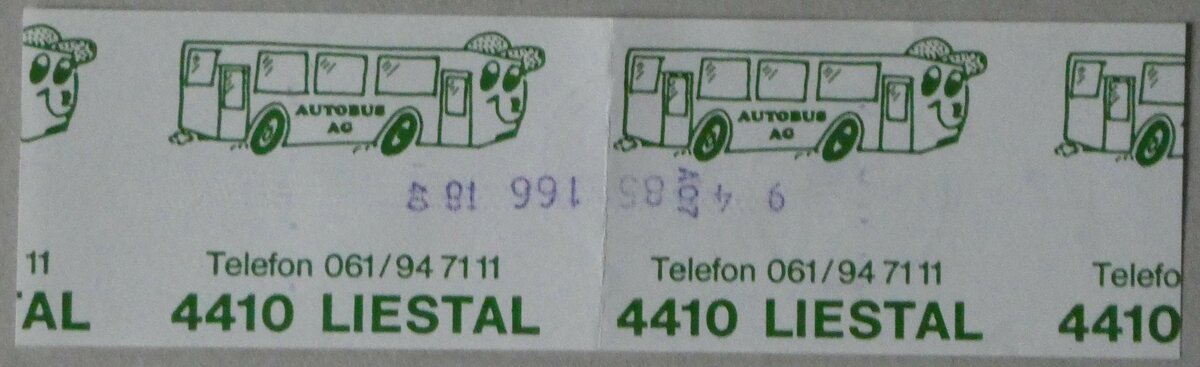 AUTOBUS
AG
AUTOBUS
AG
11
Telefon 061/94 71 11
Telefon 061/94 71 11
Telefo
TAL
4410 LIESTAL
4410 LIESTAL
4410